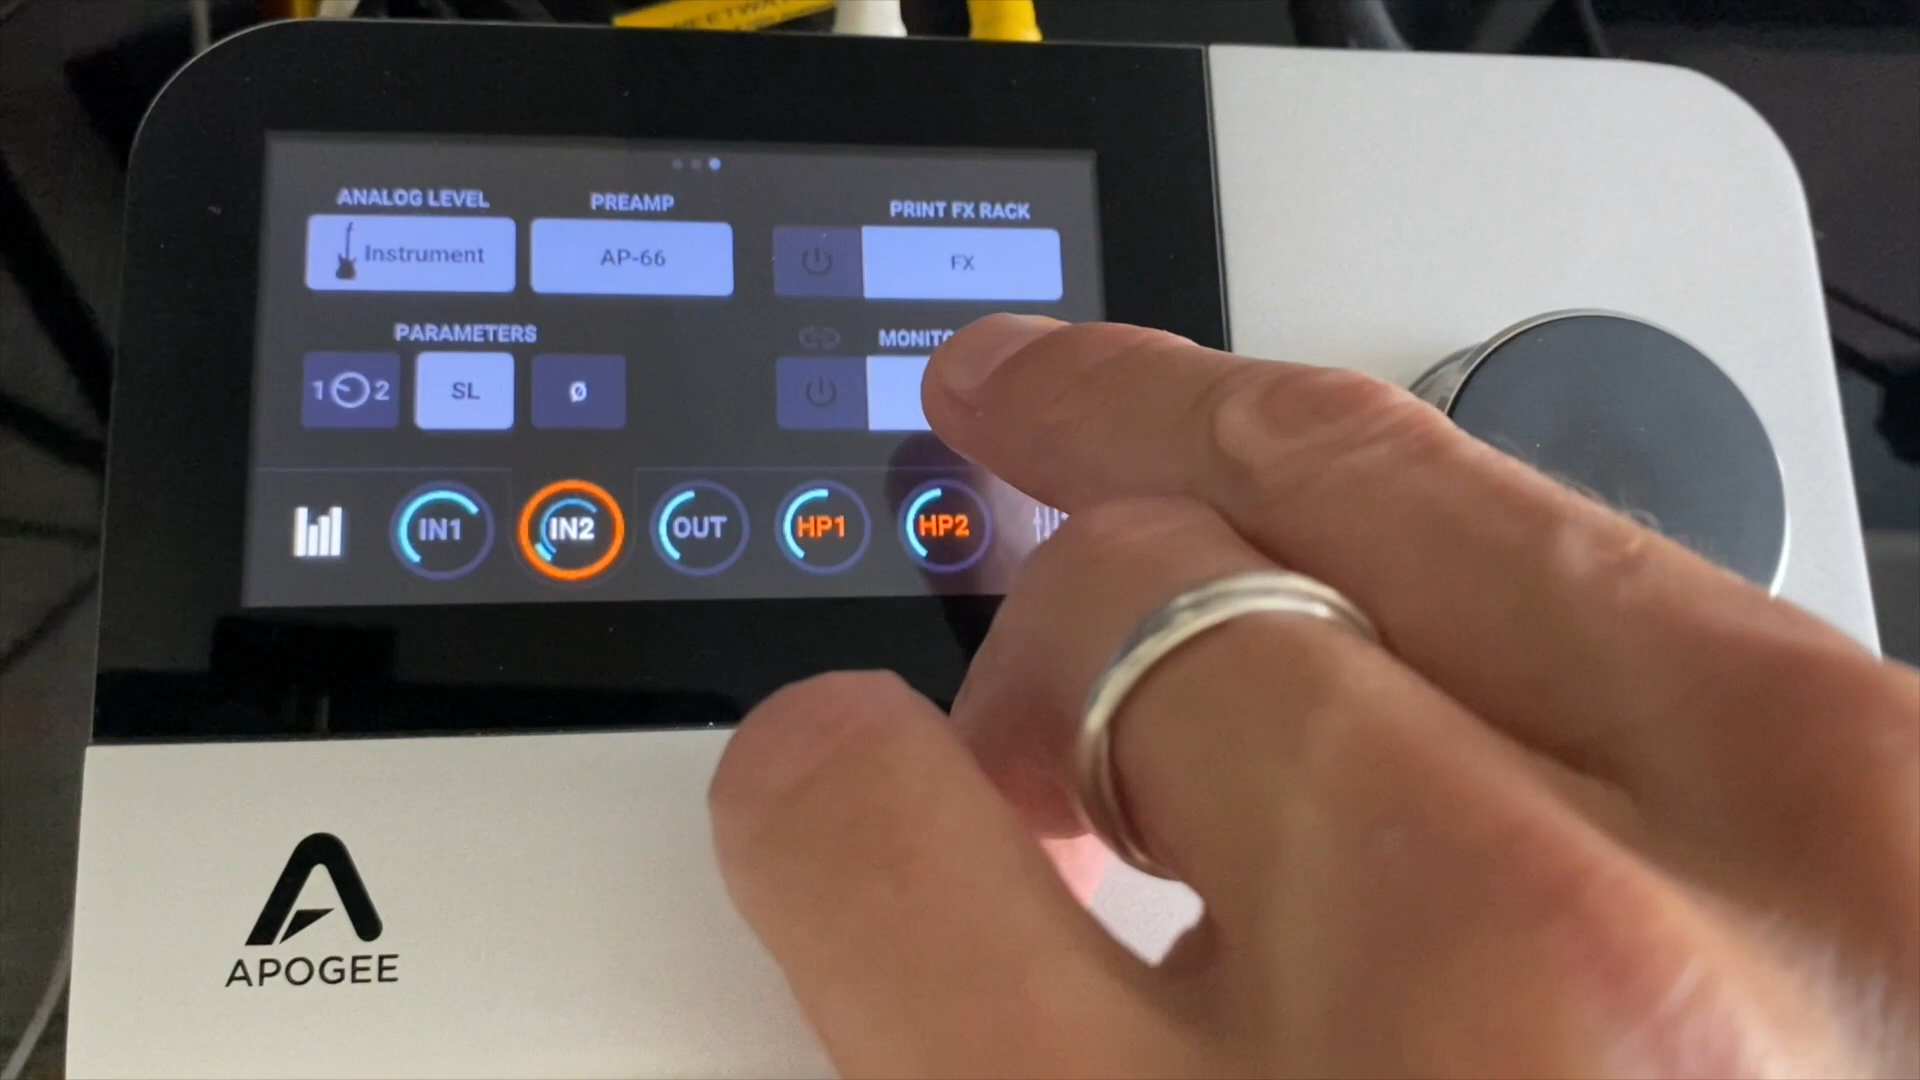 ANALOG LEVEL
PREAMP
PRINT FX RACK
Instrument
AP-66
FX
PARAMETERS
MONITO
1 2
SL
Ø
IN1
IN2
OUT
HP1
HP2
APOGEE